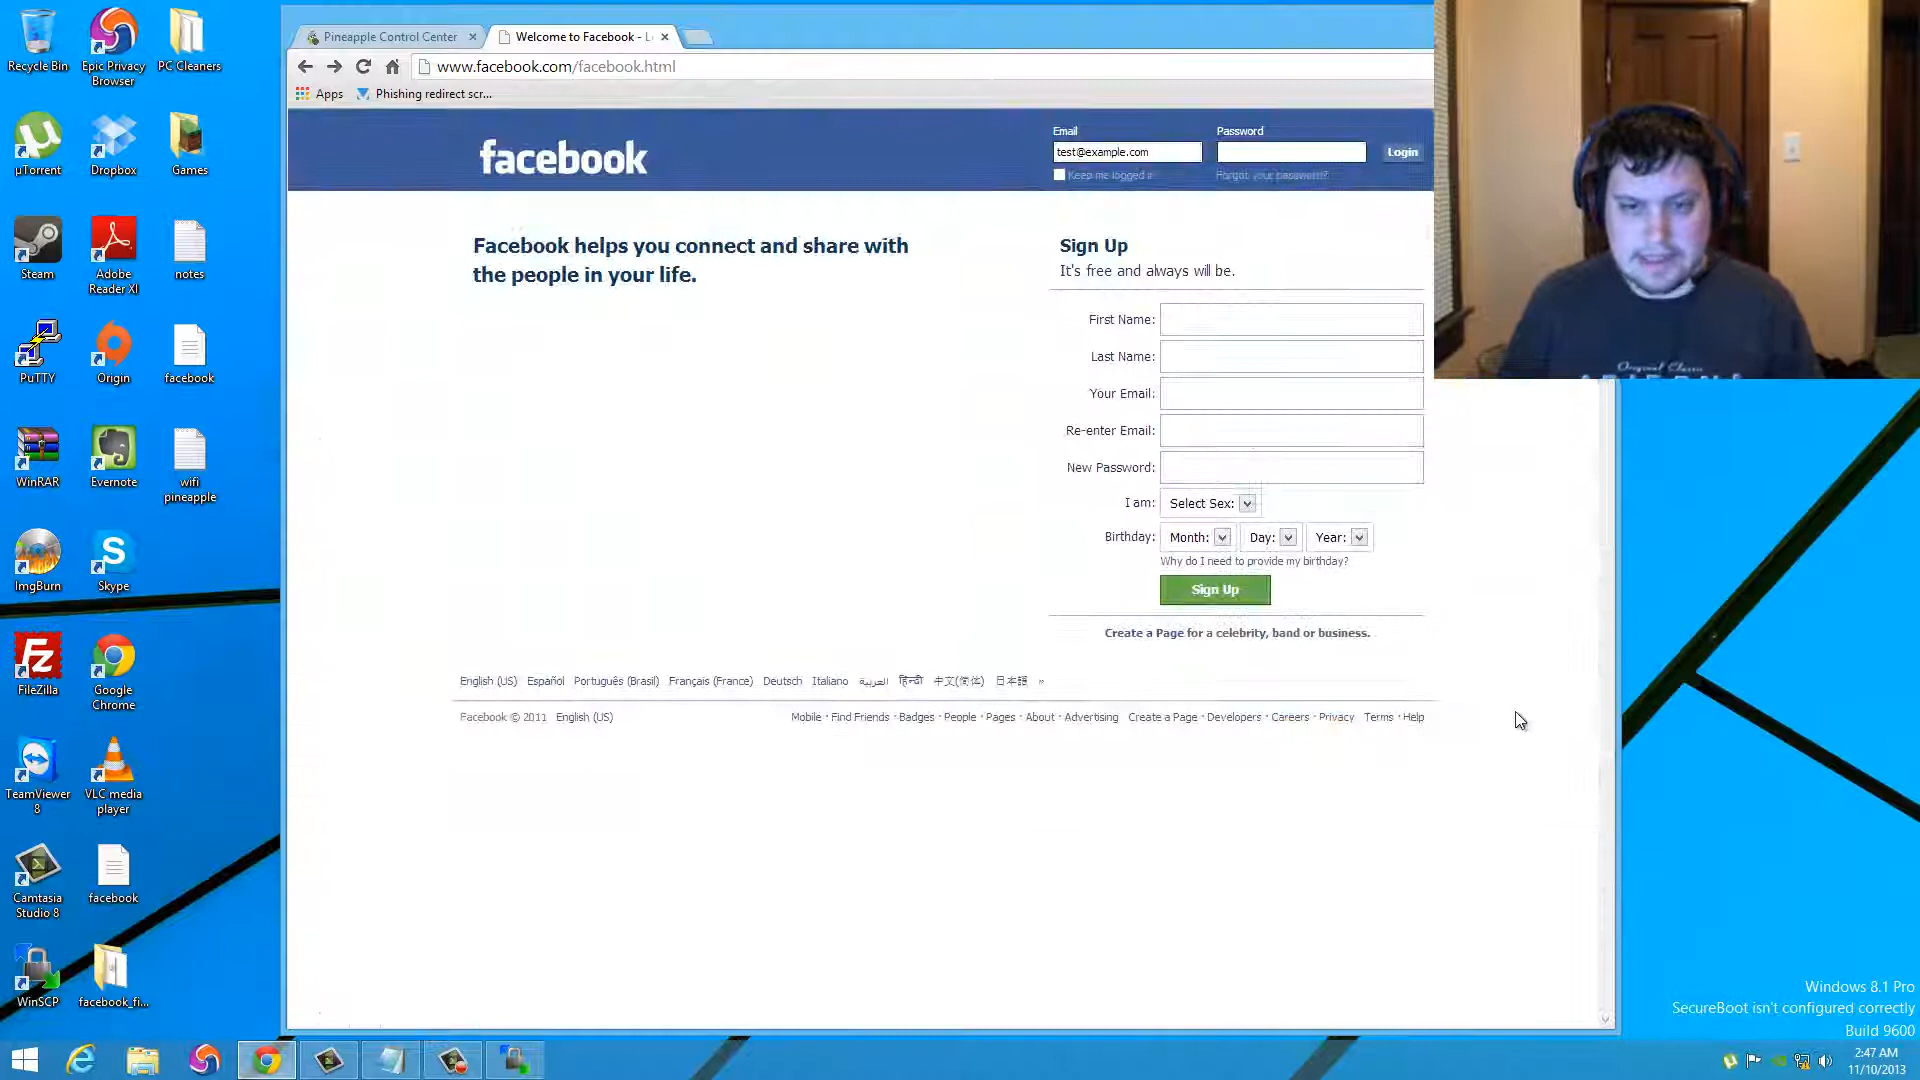 Recycle Bin
Epic Privacy
Browser
PC Cleaners
µTorrent
Dropbox
Games
Steam
Adobe
Reader XI
notes
PuTTY
Origin
facebook
WinRAR
Evernote
wifi
pineapple
ImgBurn
Skype
FileZilla
Google
Chrome
TeamViewer
8
VLC media
player
Camtasia
Studio 8
facebook
WinSCP
facebook_fi...
Pineapple Control Center
Welcome to Facebook - L
www.facebook.com/facebook.html
Apps
Phishing redirect scr...
facebook
Email
Password
test@example.com
Login
Keep me logged i
Forgot your password?
Facebook helps you connect and share with
the people in your life.
Sign Up
It's free and always will be.
First Name:
Last Name:
Your Email:
Re-enter Email:
New Password:
I am: Select Sex:
Birthday: Month: Day: Year:
Why do I need to provide my birthday?
Sign Up
Create a Page for a celebrity, band or business.
English (US) Español Português (Brasil) Français (France) Deutsch Italiano العربية हिन्दी 中文(简体) 日本語 »
Facebook © 2011 English (US)
Mobile · Find Friends · Badges · People · Pages · About · Advertising Create a Page · Developers · Careers · Privacy Terms · Help
Original Classic
Windows 8.1 Pro
SecureBoot isn't configured correctly
Build 9600
2:47 AM
11/10/2013